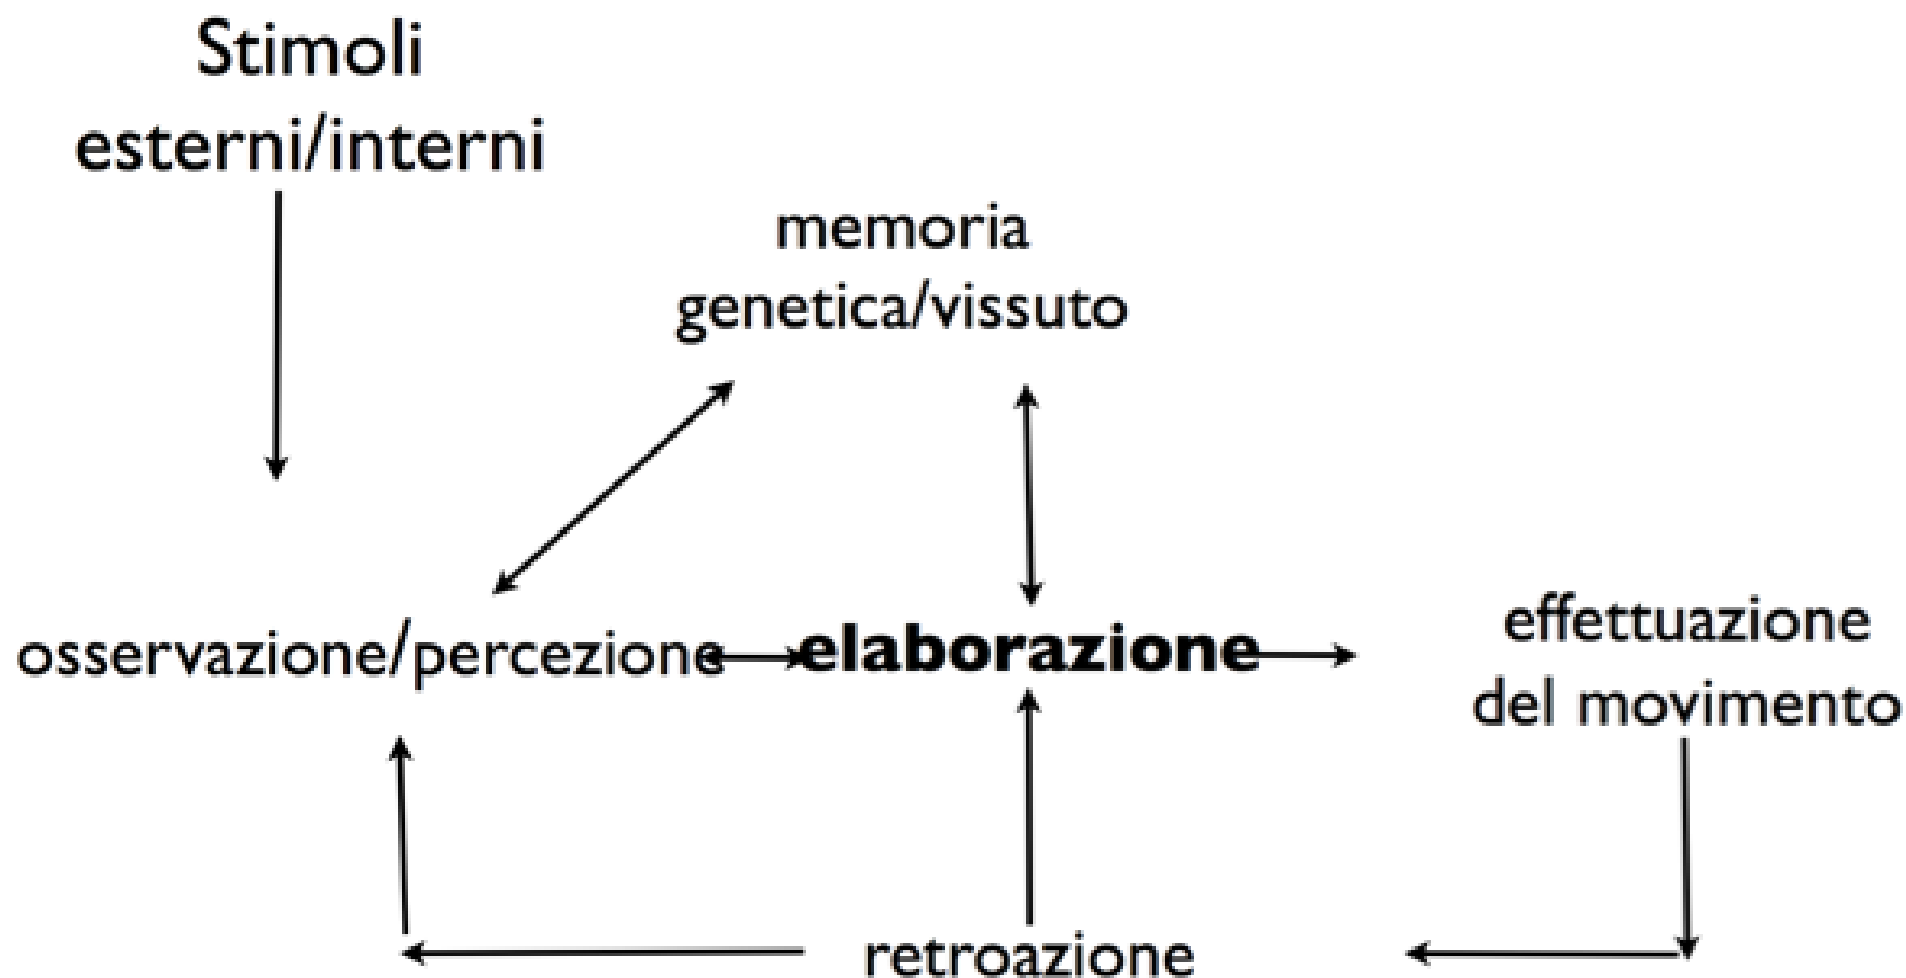 Stimoli
esterni/interni
memoria
genetica/vissuto
osservazione/percezione
elaborazione
effettuazione
del movimento
retroazione